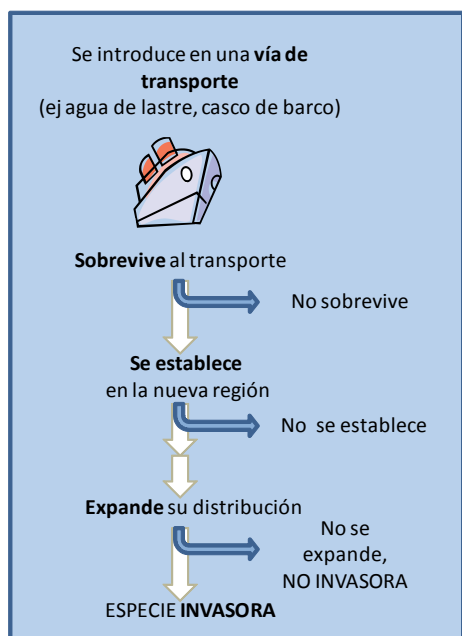 Se introduce en una vía de
transporte
(ej agua de lastre, casco de barco)
Sobrevive al transporte
No sobrevive
Se establece
en la nueva región
No se establece
Expande su distribución
No se
expande,
NO INVASORA
ESPECIE INVASORA